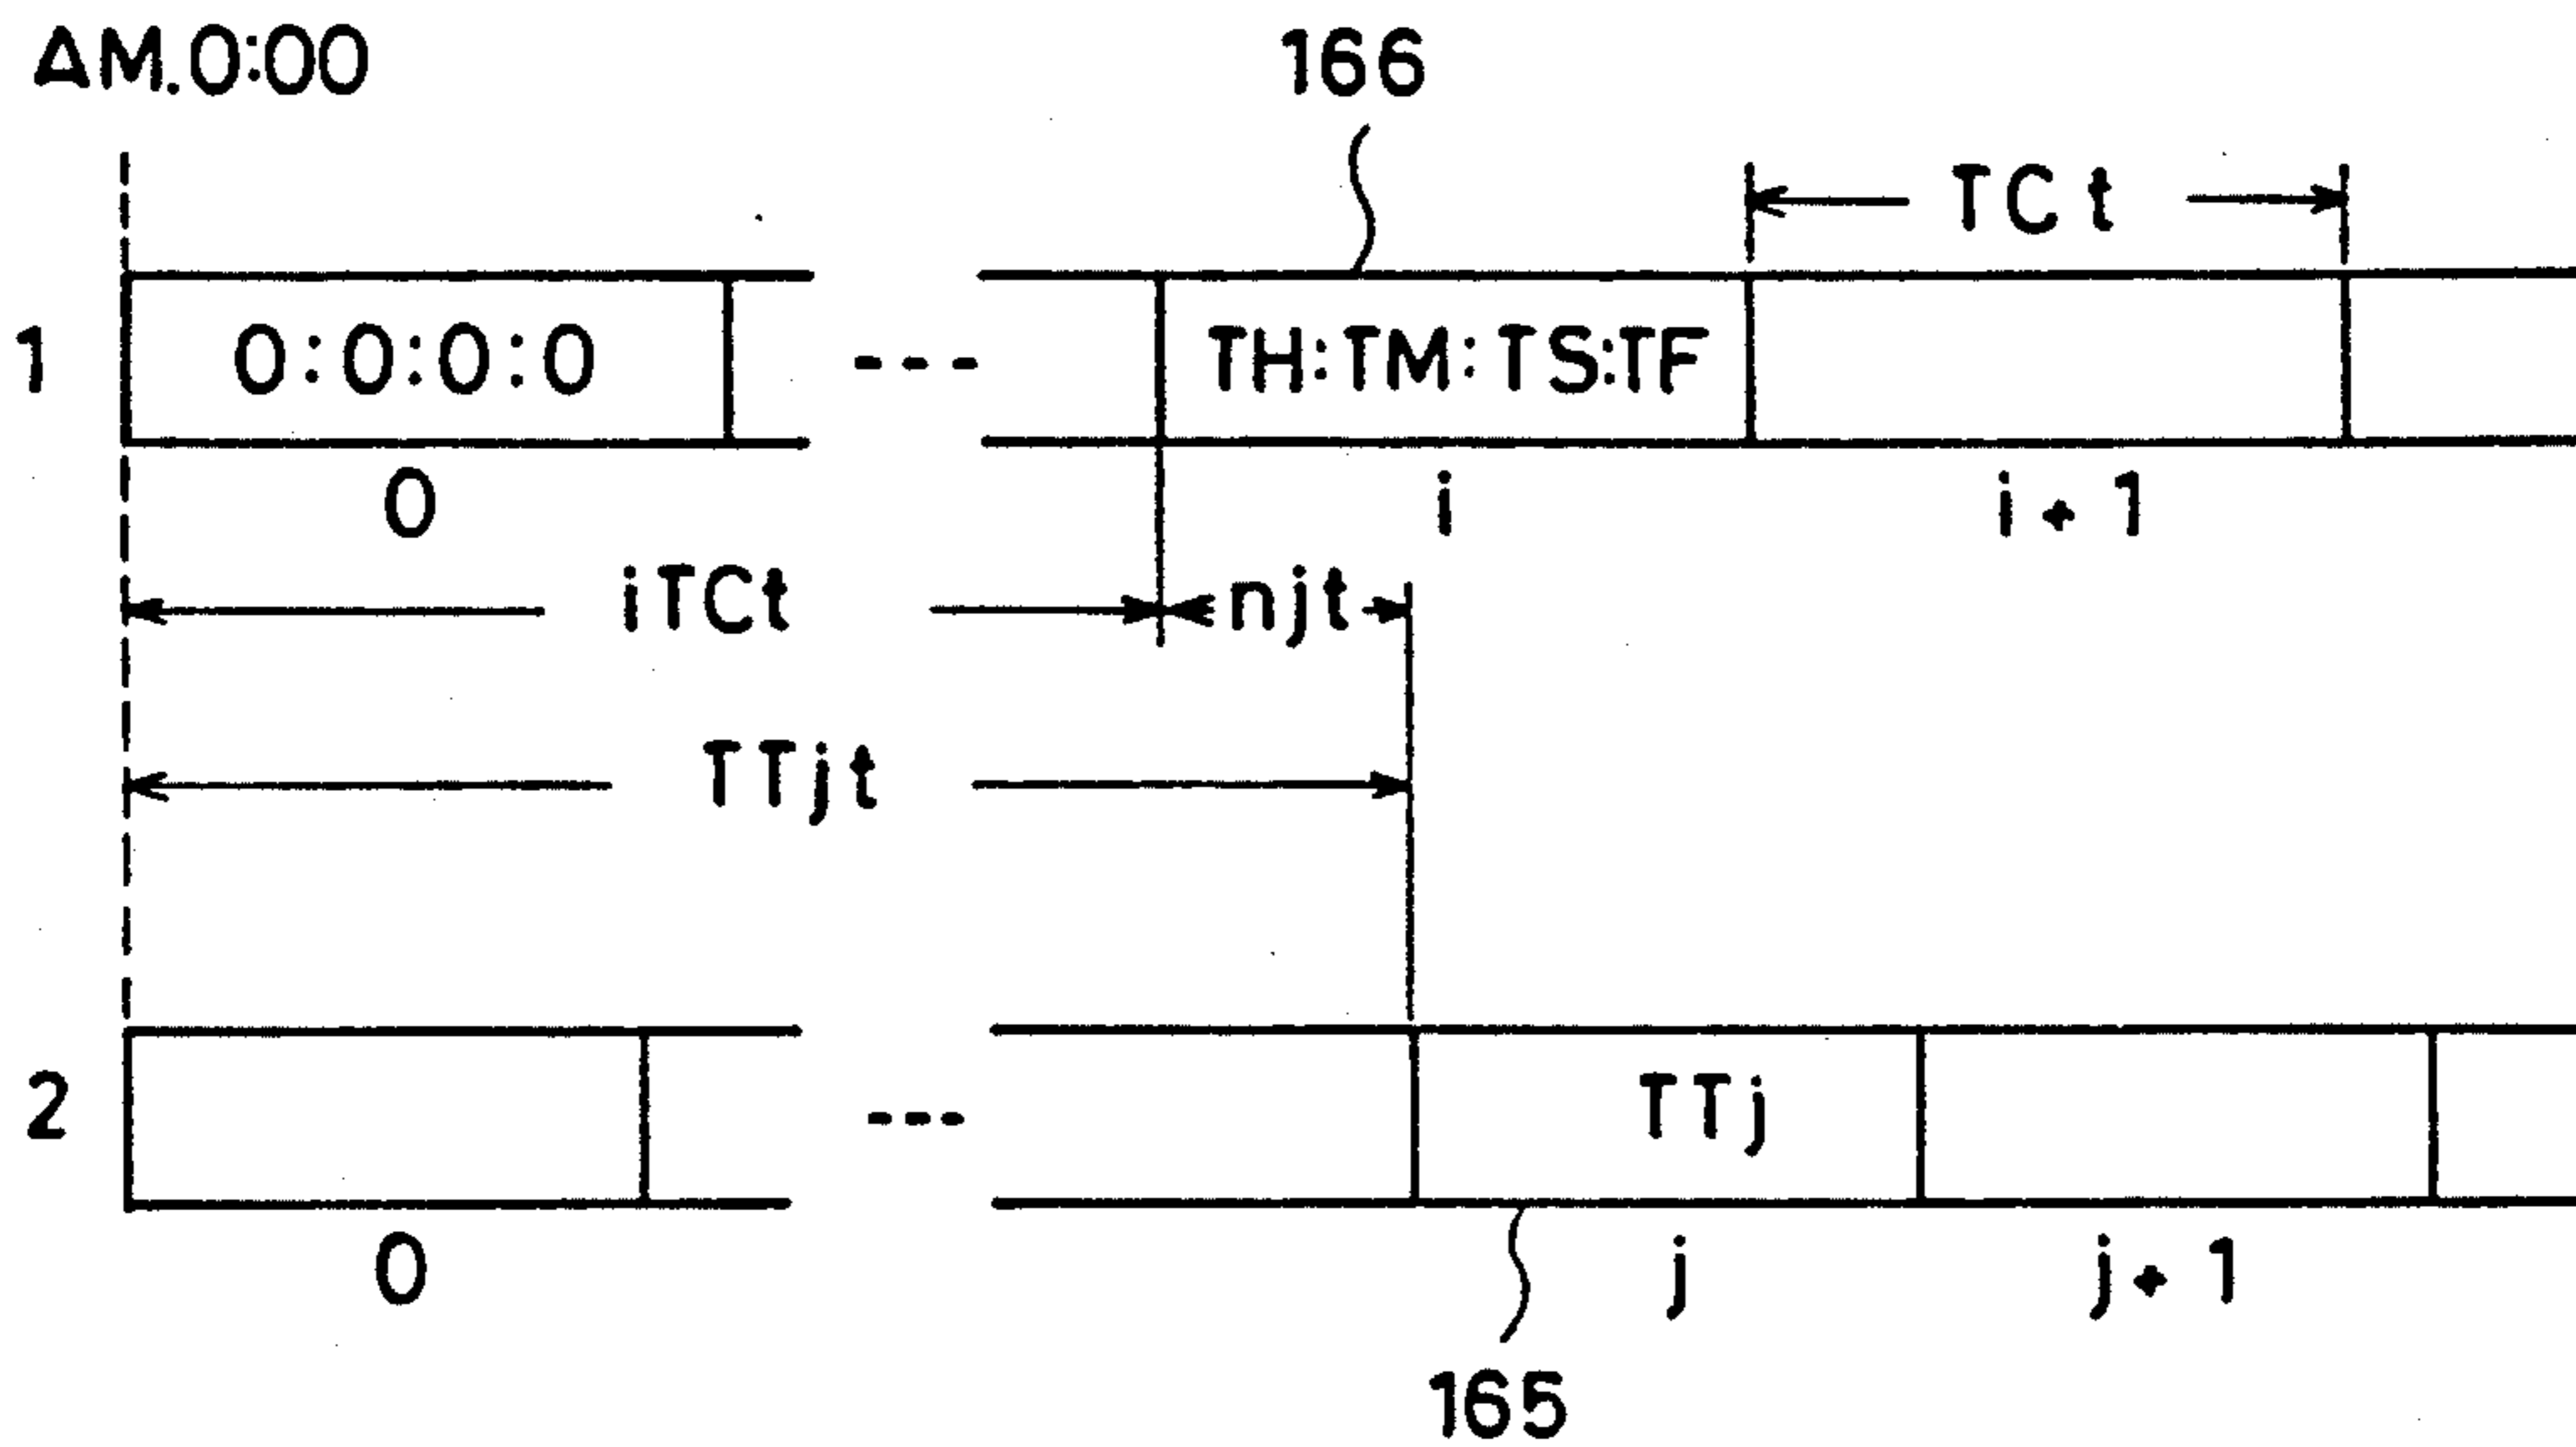 AM.0:00
166
TCt
1
0:0:0:0
---
TH:TM:TS:TF
0
i
i+1
iTCt
njt
TTjt
2
---
TTj
0
j
j+1
165